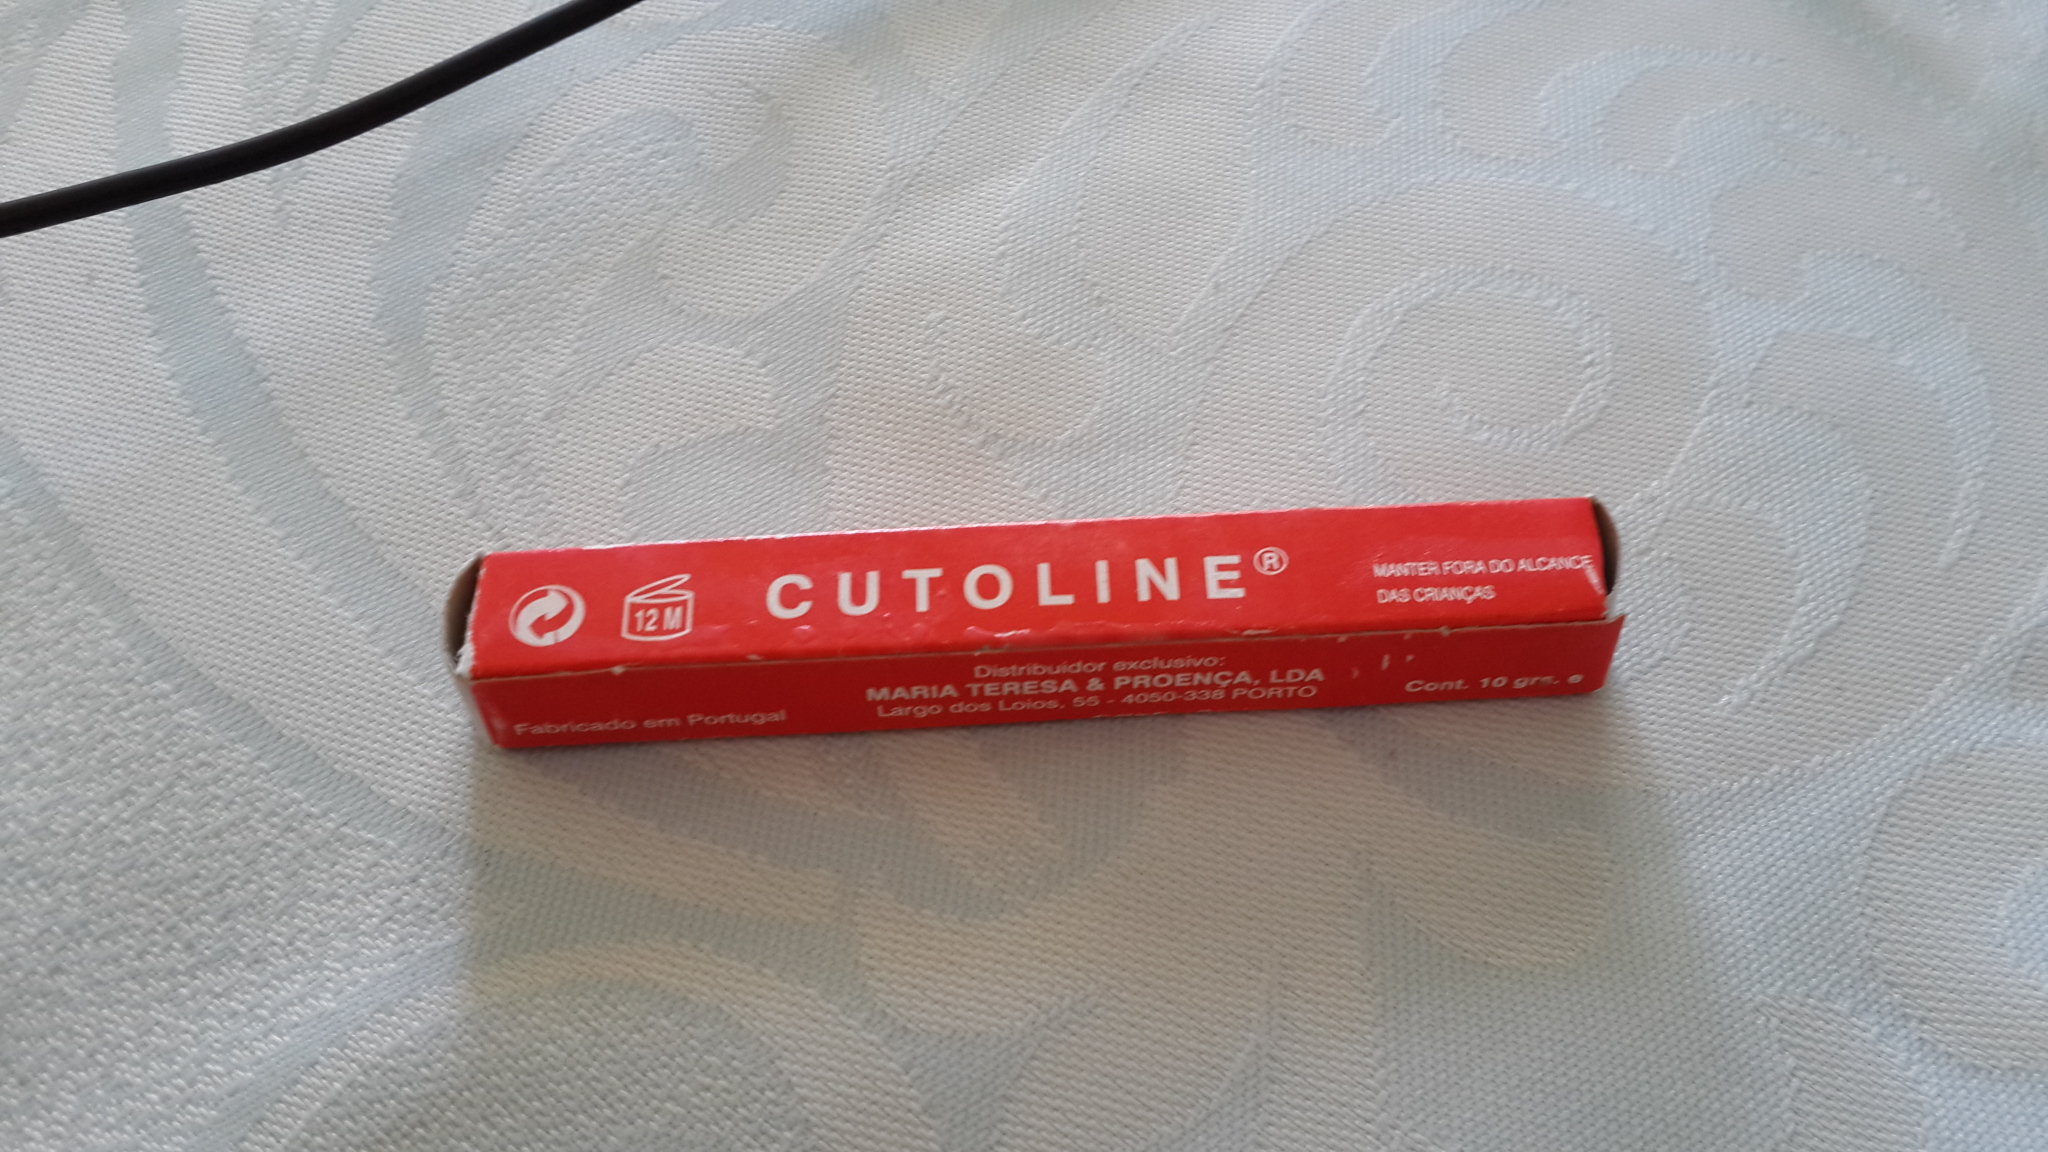 12 M
CUTOLINE®
MANTER FORA DO ALCANCE
DAS CRIANÇAS
Fabricado em Portugal
Distribuidor exclusivo:
MARIA TERESA & PROENÇA, LDA
Largo dos Loios, 55 - 4050-338 PORTO
Cont. 10 grs. e